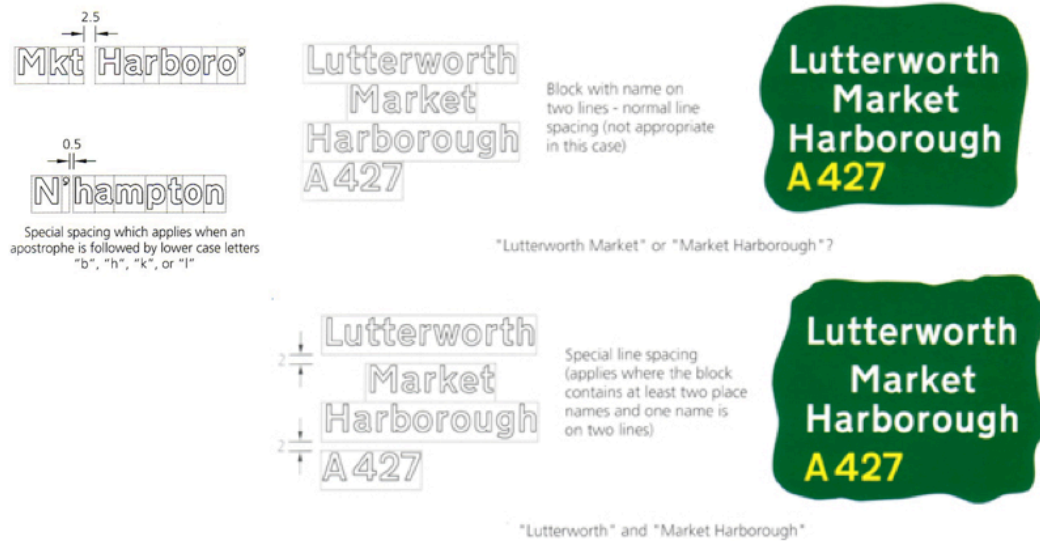 2.5
Mkt Harboro'
0.5
N'hampton
Special spacing which applies when an
apostrophe is followed by lower case letters
"b", "h", "k", or "l"
Lutterworth
Market
Harborough
A 427
Block with name on
two lines - normal line
spacing (not appropriate
in this case)
Lutterworth
Market
Harborough
A 427
"Lutterworth Market" or "Market Harborough"?
2
2
Lutterworth
Market
Harborough
A 427
Special line spacing
(applies where the block
contains at least two place
names and one name is
on two lines)
Lutterworth
Market
Harborough
A 427
"Lutterworth" and "Market Harborough"